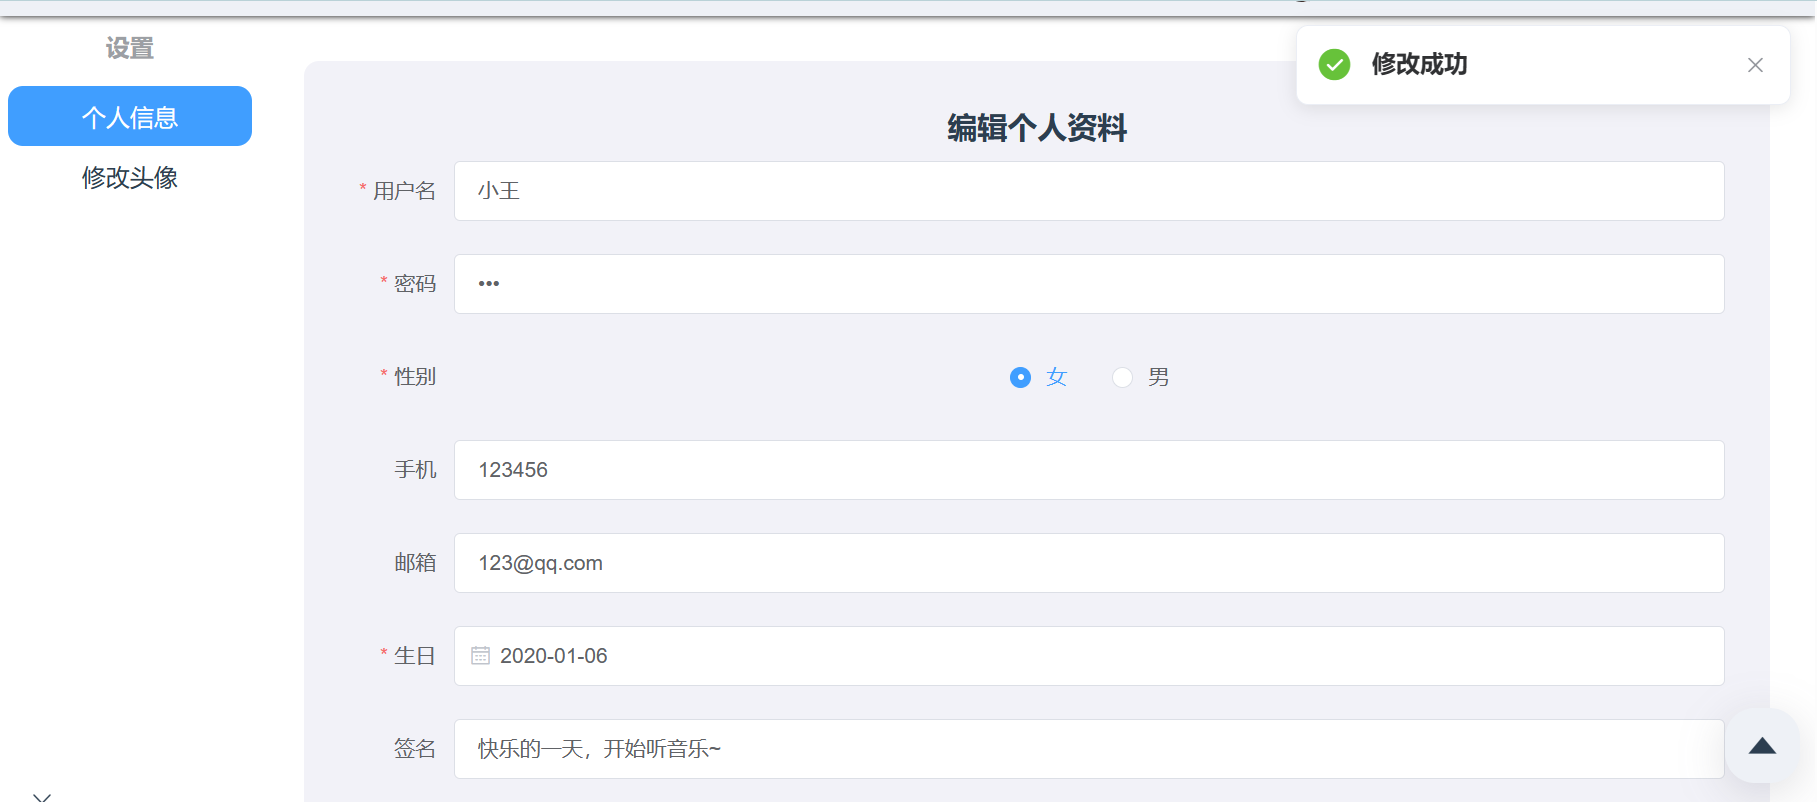 设置
修改成功
个人信息
修改头像
编辑个人资料
* 用户名 小王
* 密码 •••
* 性别 女 男
手机 123456
邮箱 123@qq.com
* 生日 2020-01-06
签名 快乐的一天，开始听音乐~